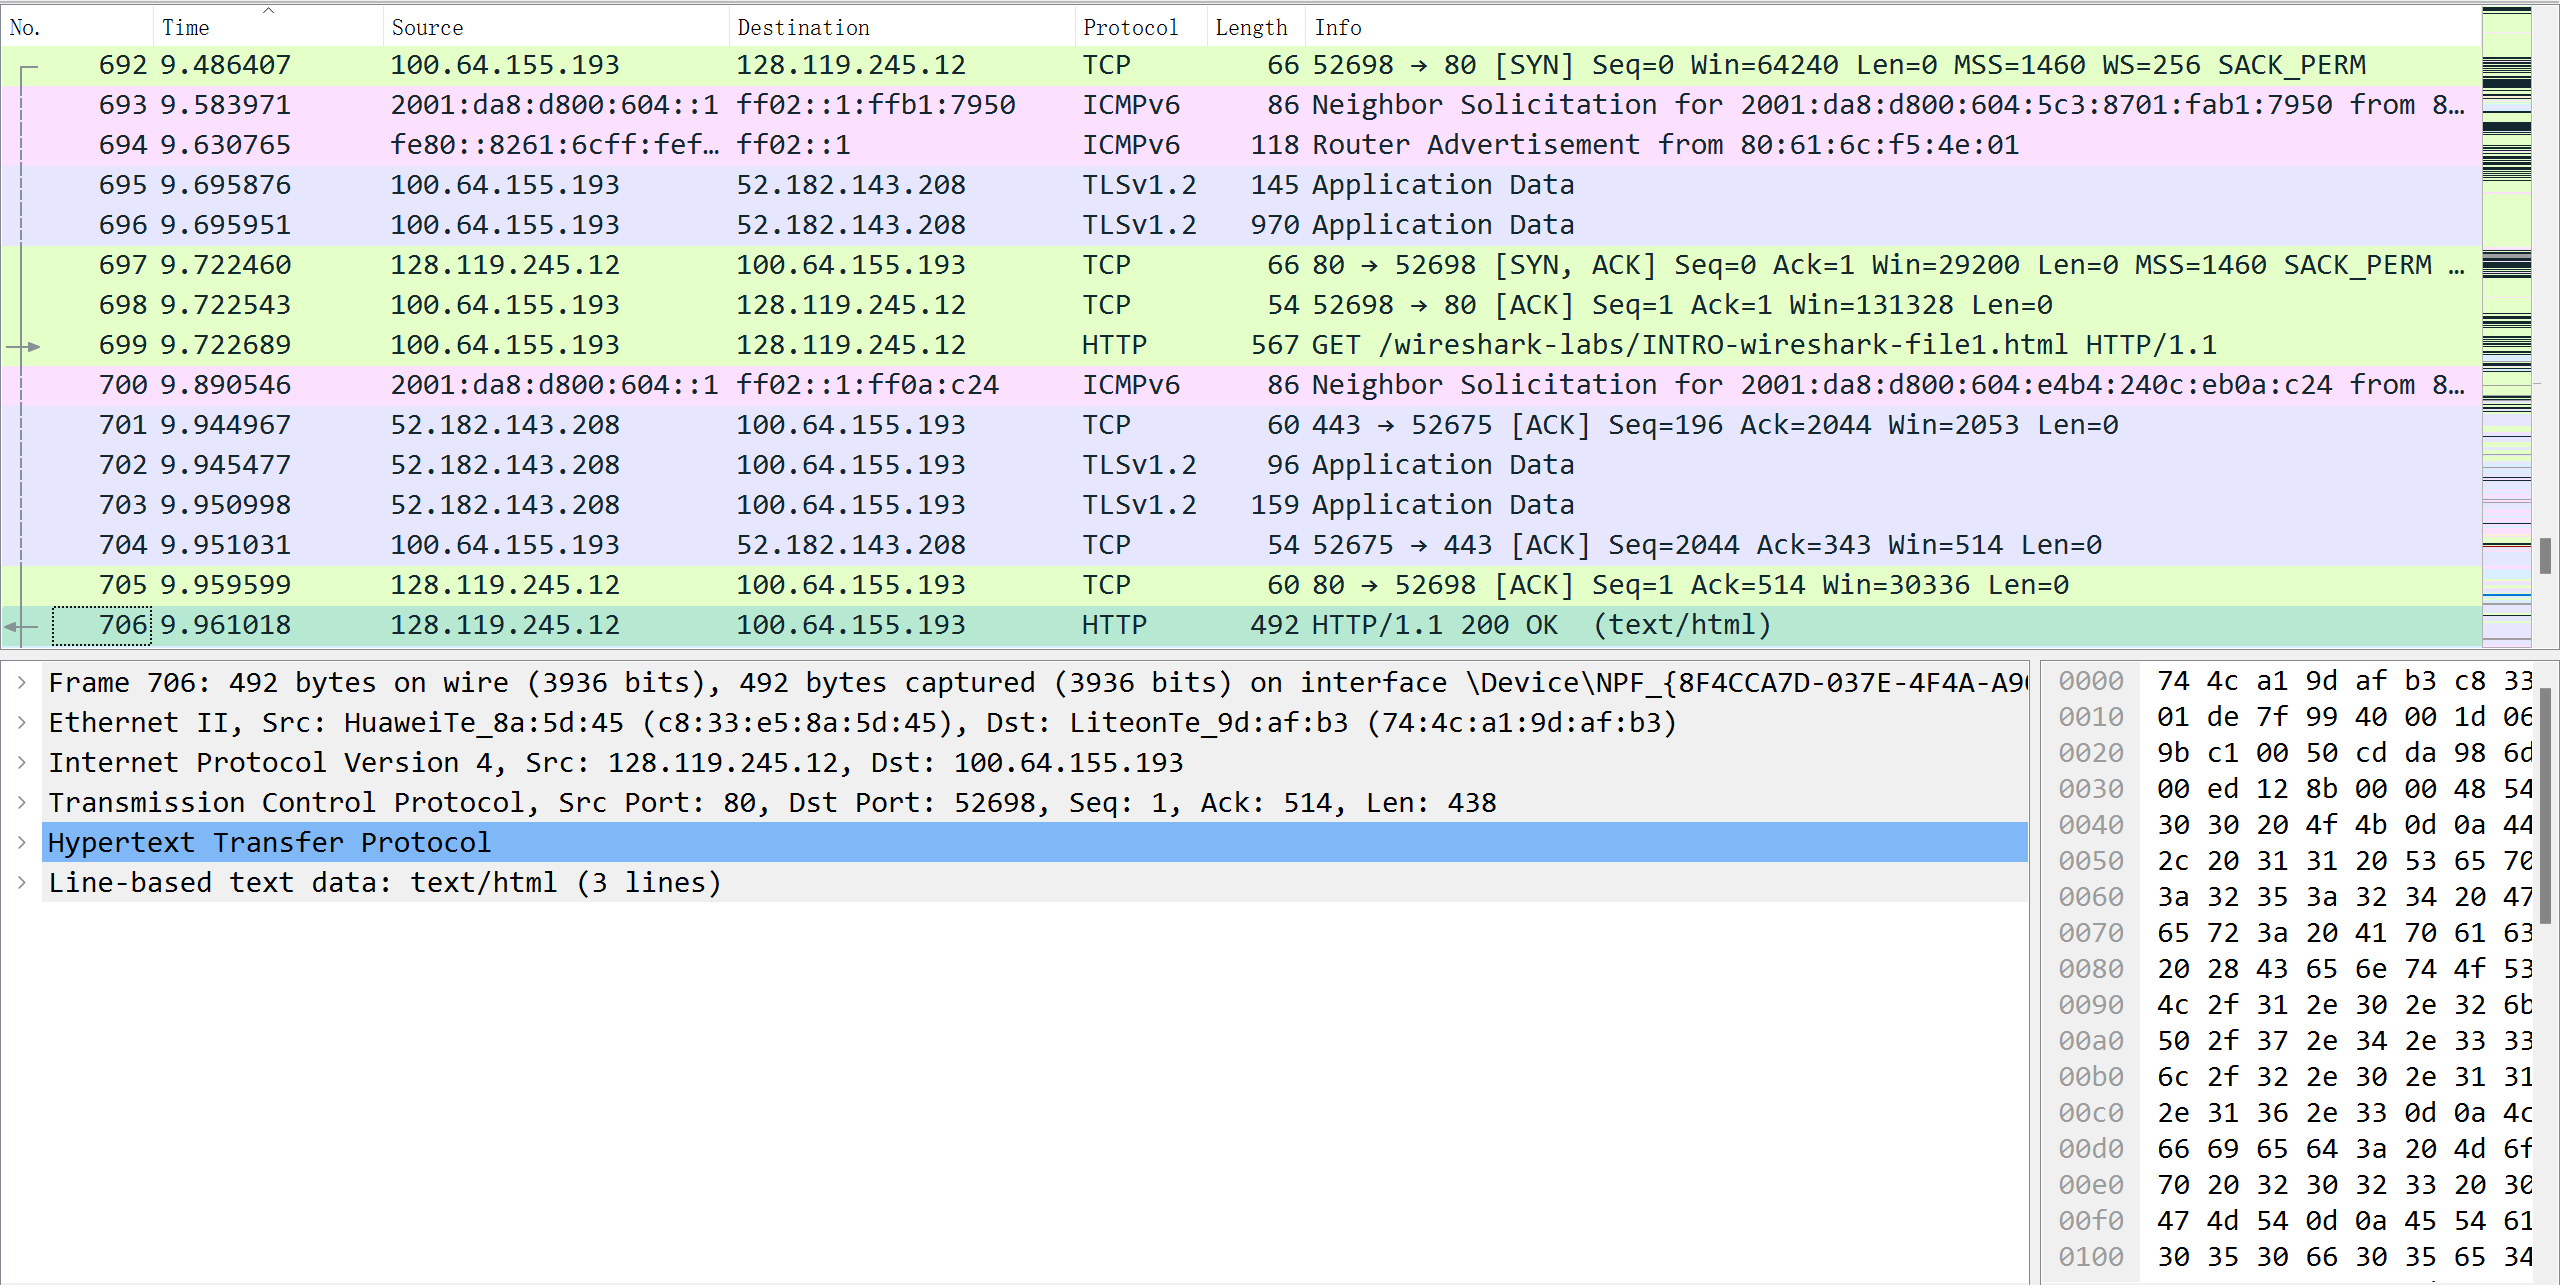 No. Time Source Destination Protocol Length Info
692 9.486407 100.64.155.193 128.119.245.12 TCP 66 52698 → 80 [SYN] Seq=0 Win=64240 Len=0 MSS=1460 WS=256 SACK_PERM
693 9.583971 2001:da8:d800:604::1 ff02::1:ffb1:7950 ICMPv6 86 Neighbor Solicitation for 2001:da8:d800:604:5c3:8701:fab1:7950 from 8…
694 9.630765 fe80::8261:6cff:fef… ff02::1 ICMPv6 118 Router Advertisement from 80:61:6c:f5:4e:01
695 9.695876 100.64.155.193 52.182.143.208 TLSv1.2 145 Application Data
696 9.695951 100.64.155.193 52.182.143.208 TLSv1.2 970 Application Data
697 9.722460 128.119.245.12 100.64.155.193 TCP 66 80 → 52698 [SYN, ACK] Seq=0 Ack=1 Win=29200 Len=0 MSS=1460 SACK_PERM …
698 9.722543 100.64.155.193 128.119.245.12 TCP 54 52698 → 80 [ACK] Seq=1 Ack=1 Win=131328 Len=0
699 9.722689 100.64.155.193 128.119.245.12 HTTP 567 GET /wireshark-labs/INTRO-wireshark-file1.html HTTP/1.1
700 9.890546 2001:da8:d800:604::1 ff02::1:ff0a:c24 ICMPv6 86 Neighbor Solicitation for 2001:da8:d800:604:e4b4:240c:eb0a:c24 from 8…
701 9.944967 52.182.143.208 100.64.155.193 TCP 60 443 → 52675 [ACK] Seq=196 Ack=2044 Win=2053 Len=0
702 9.945477 52.182.143.208 100.64.155.193 TLSv1.2 96 Application Data
703 9.950998 52.182.143.208 100.64.155.193 TLSv1.2 159 Application Data
704 9.951031 100.64.155.193 52.182.143.208 TCP 54 52675 → 443 [ACK] Seq=2044 Ack=343 Win=514 Len=0
705 9.959599 128.119.245.12 100.64.155.193 TCP 60 80 → 52698 [ACK] Seq=1 Ack=514 Win=30336 Len=0
706 9.961018 128.119.245.12 100.64.155.193 HTTP 492 HTTP/1.1 200 OK (text/html)
Frame 706: 492 bytes on wire (3936 bits), 492 bytes captured (3936 bits) on interface \Device\NPF_{8F4CCA7D-037E-4F4A-A9
Ethernet II, Src: HuaweiTe_8a:5d:45 (c8:33:e5:8a:5d:45), Dst: LiteonTe_9d:af:b3 (74:4c:a1:9d:af:b3)
Internet Protocol Version 4, Src: 128.119.245.12, Dst: 100.64.155.193
Transmission Control Protocol, Src Port: 80, Dst Port: 52698, Seq: 1, Ack: 514, Len: 438
Hypertext Transfer Protocol
Line-based text data: text/html (3 lines)
0000 74 4c a1 9d af b3 c8 33
0010 01 de 7f 99 40 00 1d 06
0020 9b c1 00 50 cd da 98 6d
0030 00 ed 12 8b 00 00 48 54
0040 30 30 20 4f 4b 0d 0a 44
0050 2c 20 31 31 20 53 65 70
0060 3a 32 35 3a 32 34 20 47
0070 65 72 3a 20 41 70 61 63
0080 20 28 43 65 6e 74 4f 53
0090 4c 2f 31 2e 30 2e 32 6b
00a0 50 2f 37 2e 34 2e 33 33
00b0 6c 2f 32 2e 30 2e 31 31
00c0 2e 31 36 2e 33 0d 0a 4c
00d0 66 69 65 64 3a 20 4d 6f
00e0 70 20 32 30 32 33 20 30
00f0 47 4d 54 0d 0a 45 54 61
0100 30 35 30 66 30 35 65 34